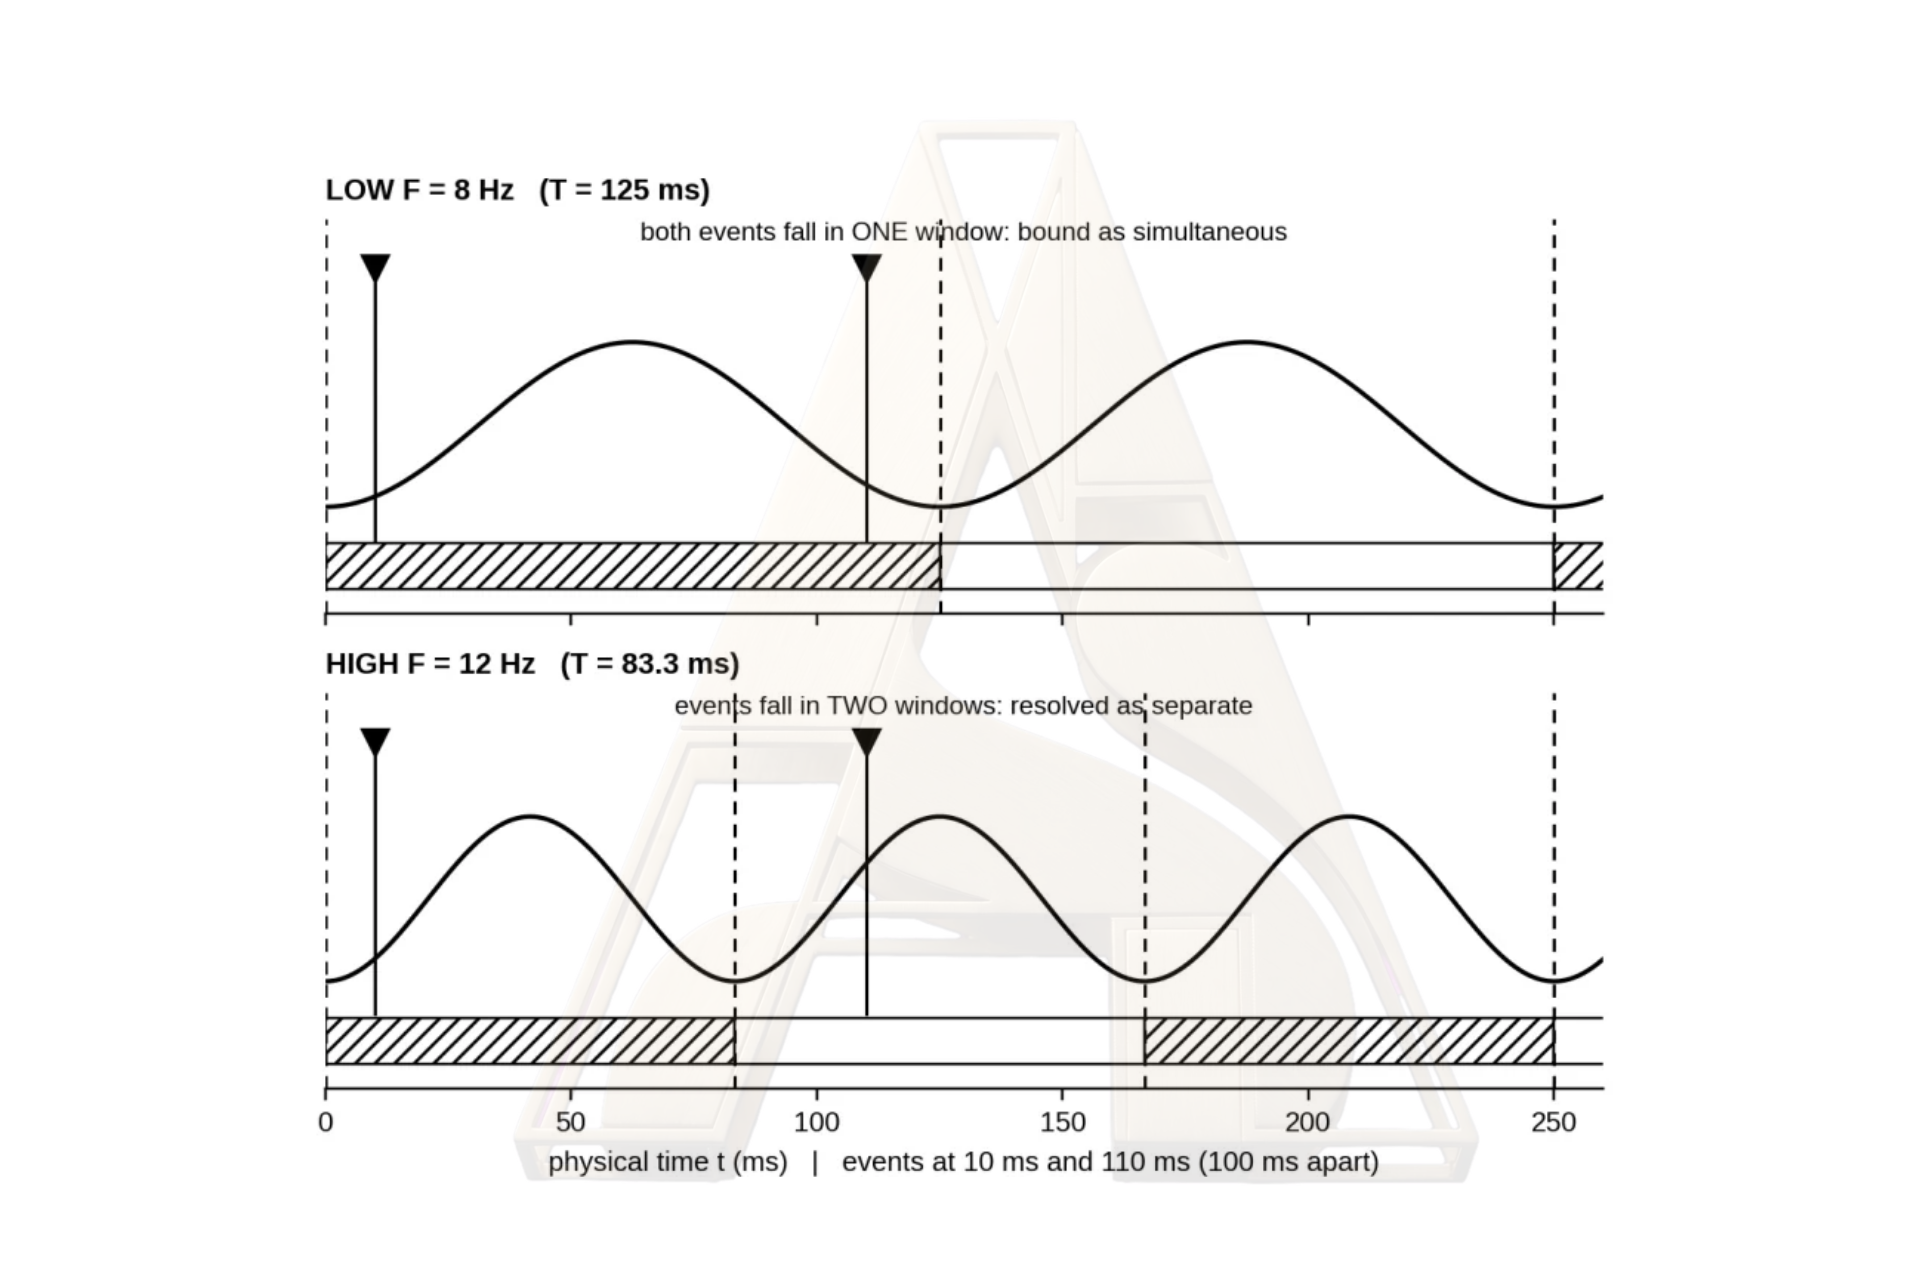 LOW F = 8 Hz (T = 125 ms)
both events fall in ONE window: bound as simultaneous
HIGH F = 12 Hz (T = 83.3 ms)
events fall in TWO windows: resolved as separate
0 50 100 150 200 250
physical time t (ms) | events at 10 ms and 110 ms (100 ms apart)